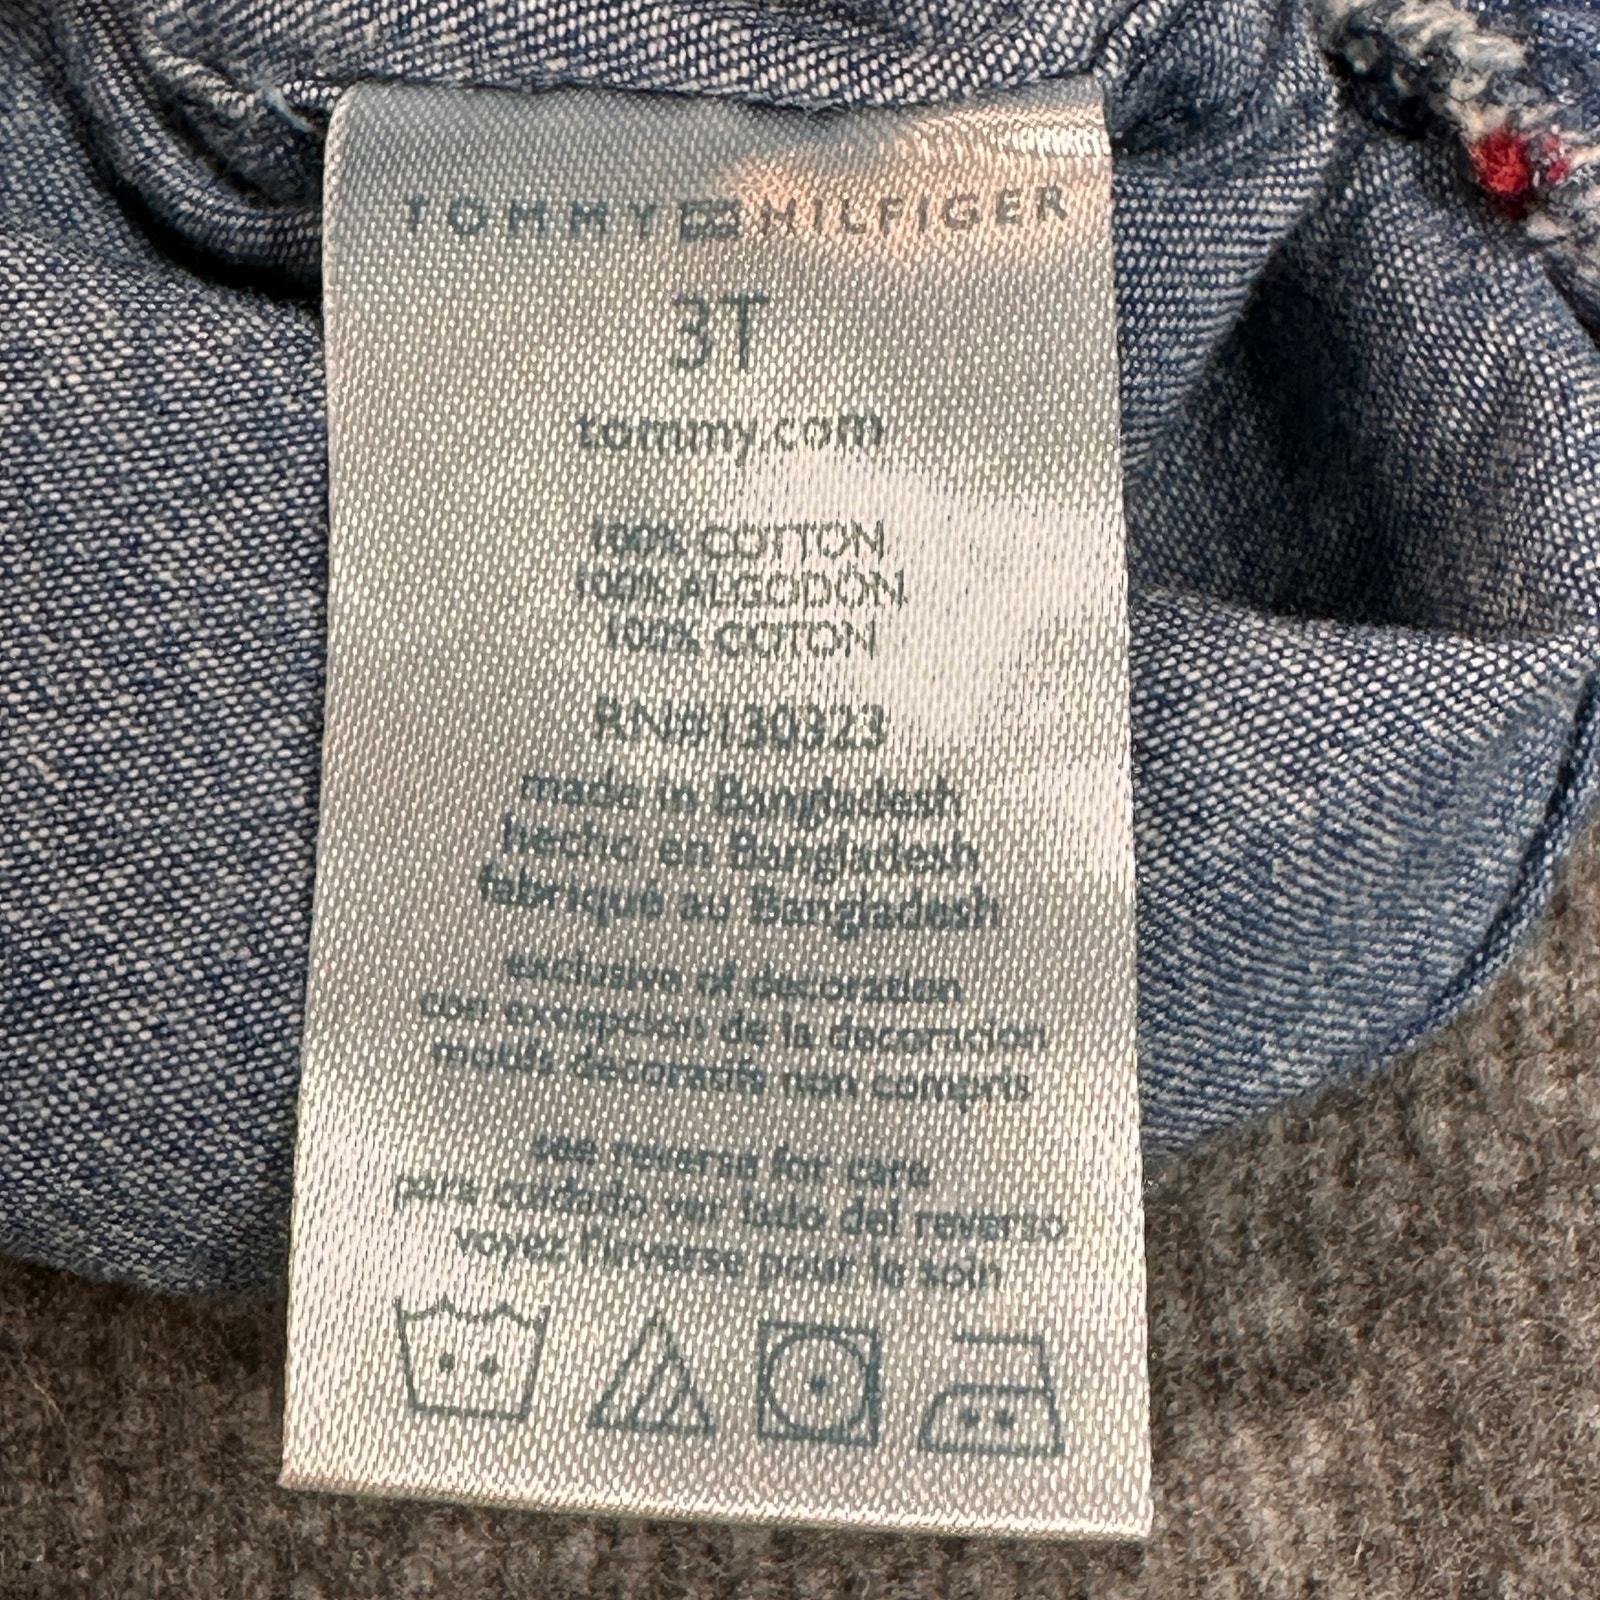 TOMMY HILFIGER
3T
tommy.com
100% COTTON
100% ALGODÓN
100% COTON
RN#130323
made in Bangladesh
hecho en Bangladesh
fabriqué au Bangladesh
exclusive of decoration
con excepción de la decoración
motifs décoratifs non compris
see reverse for care
para cuidado ver lado del reverso
voyez l'inverse pour le soin